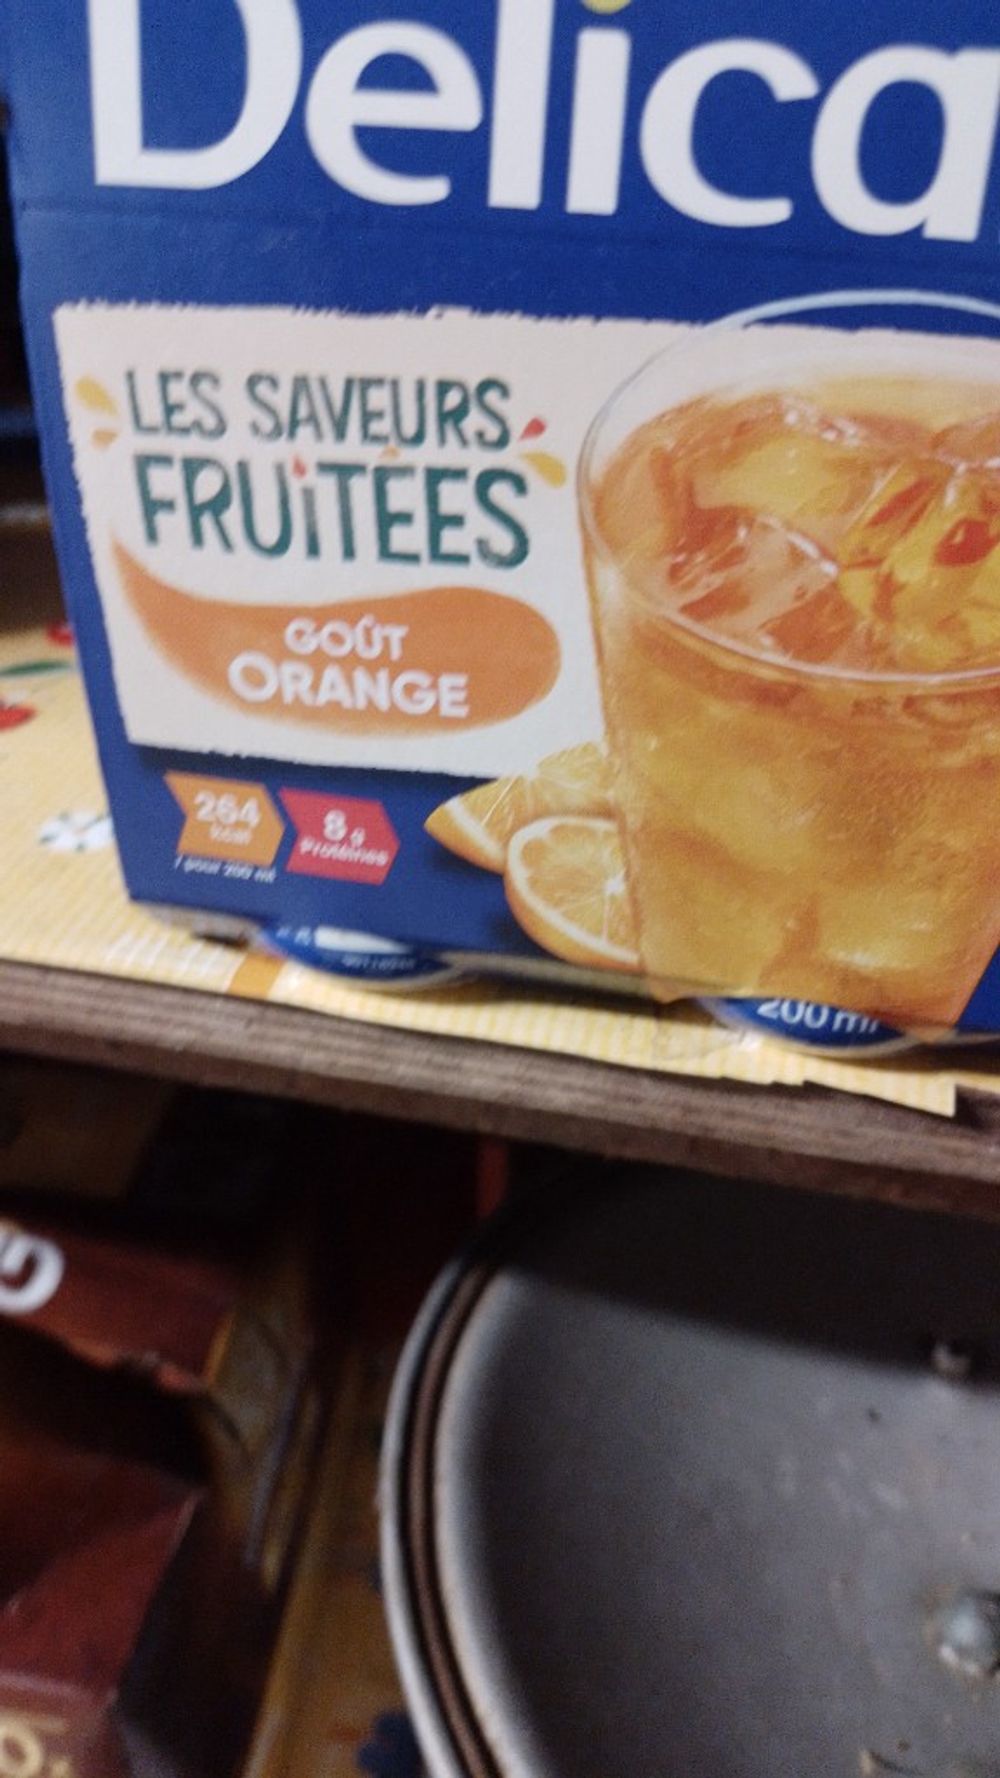 Delica
LES SAVEURS
FRUiTÉES
GOÛT
ORANGE
264
kcal
8 g
Protéines
/ pour 200 ml
200 ml